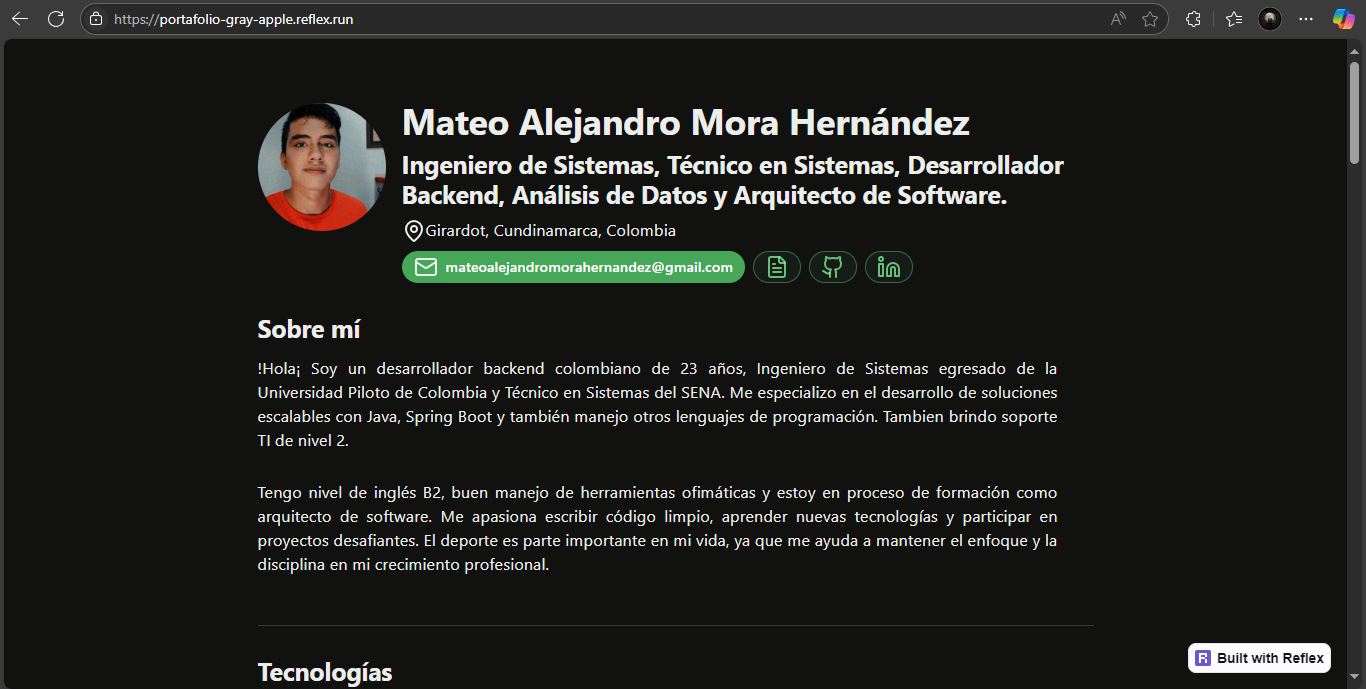 https://portafolio-gray-apple.reflex.run
Mateo Alejandro Mora Hernández
Ingeniero de Sistemas, Técnico en Sistemas, Desarrollador
Backend, Análisis de Datos y Arquitecto de Software.
Girardot, Cundinamarca, Colombia
mateoalejandromorahernandez@gmail.com
Sobre mí
!Hola¡ Soy un desarrollador backend colombiano de 23 años, Ingeniero de Sistemas egresado de la
Universidad Piloto de Colombia y Técnico en Sistemas del SENA. Me especializo en el desarrollo de soluciones
escalables con Java, Spring Boot y también manejo otros lenguajes de programación. Tambien brindo soporte
TI de nivel 2.
Tengo nivel de inglés B2, buen manejo de herramientas ofimáticas y estoy en proceso de formación como
arquitecto de software. Me apasiona escribir código limpio, aprender nuevas tecnologías y participar en
proyectos desafiantes. El deporte es parte importante en mi vida, ya que me ayuda a mantener el enfoque y la
disciplina en mi crecimiento profesional.
Tecnologías
Built with Reflex